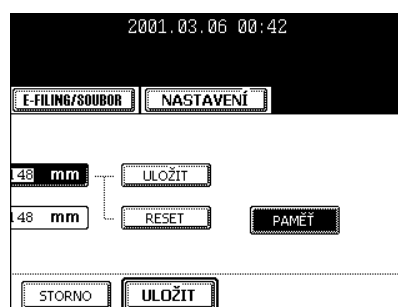 2001.03.06 00:42
E-FILING/SOUBOR NASTAVENÍ
148 mm ULOŽIT
148 mm RESET PAMĚŤ
STORNO ULOŽIT